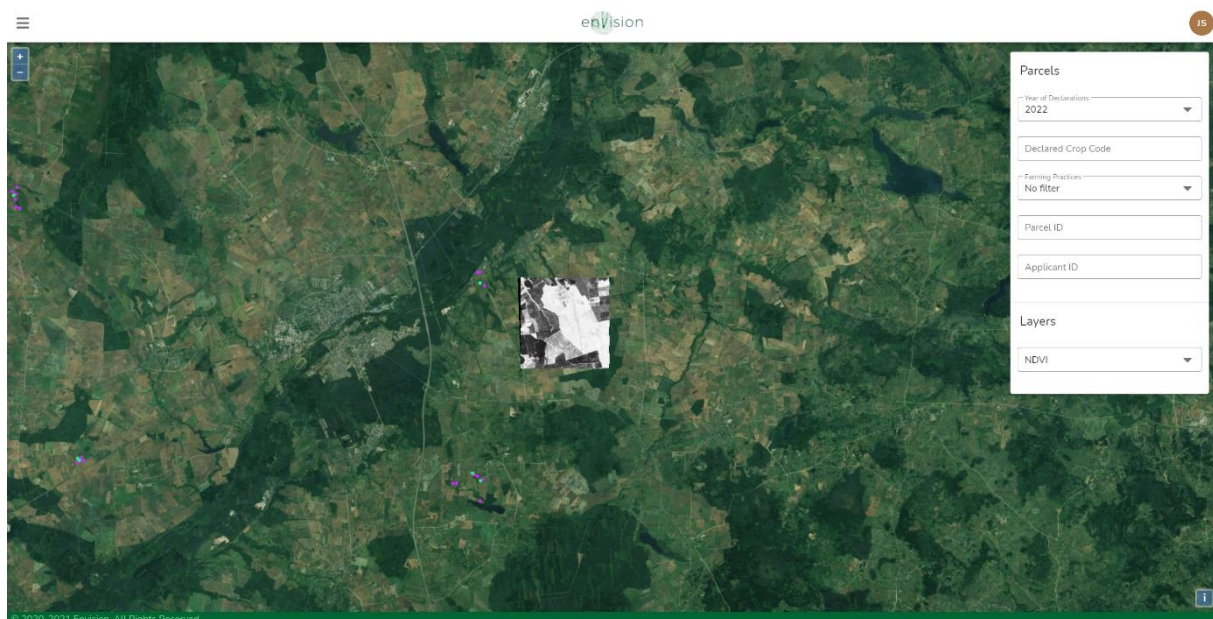 envision
JS
+
−
Parcels
Year of Declarations
2022
Declared Crop Code
Farming Practices
No filter
Parcel ID
Applicant ID
Layers
NDVI
i
© 2020-2021 Envision. All Rights Reserved